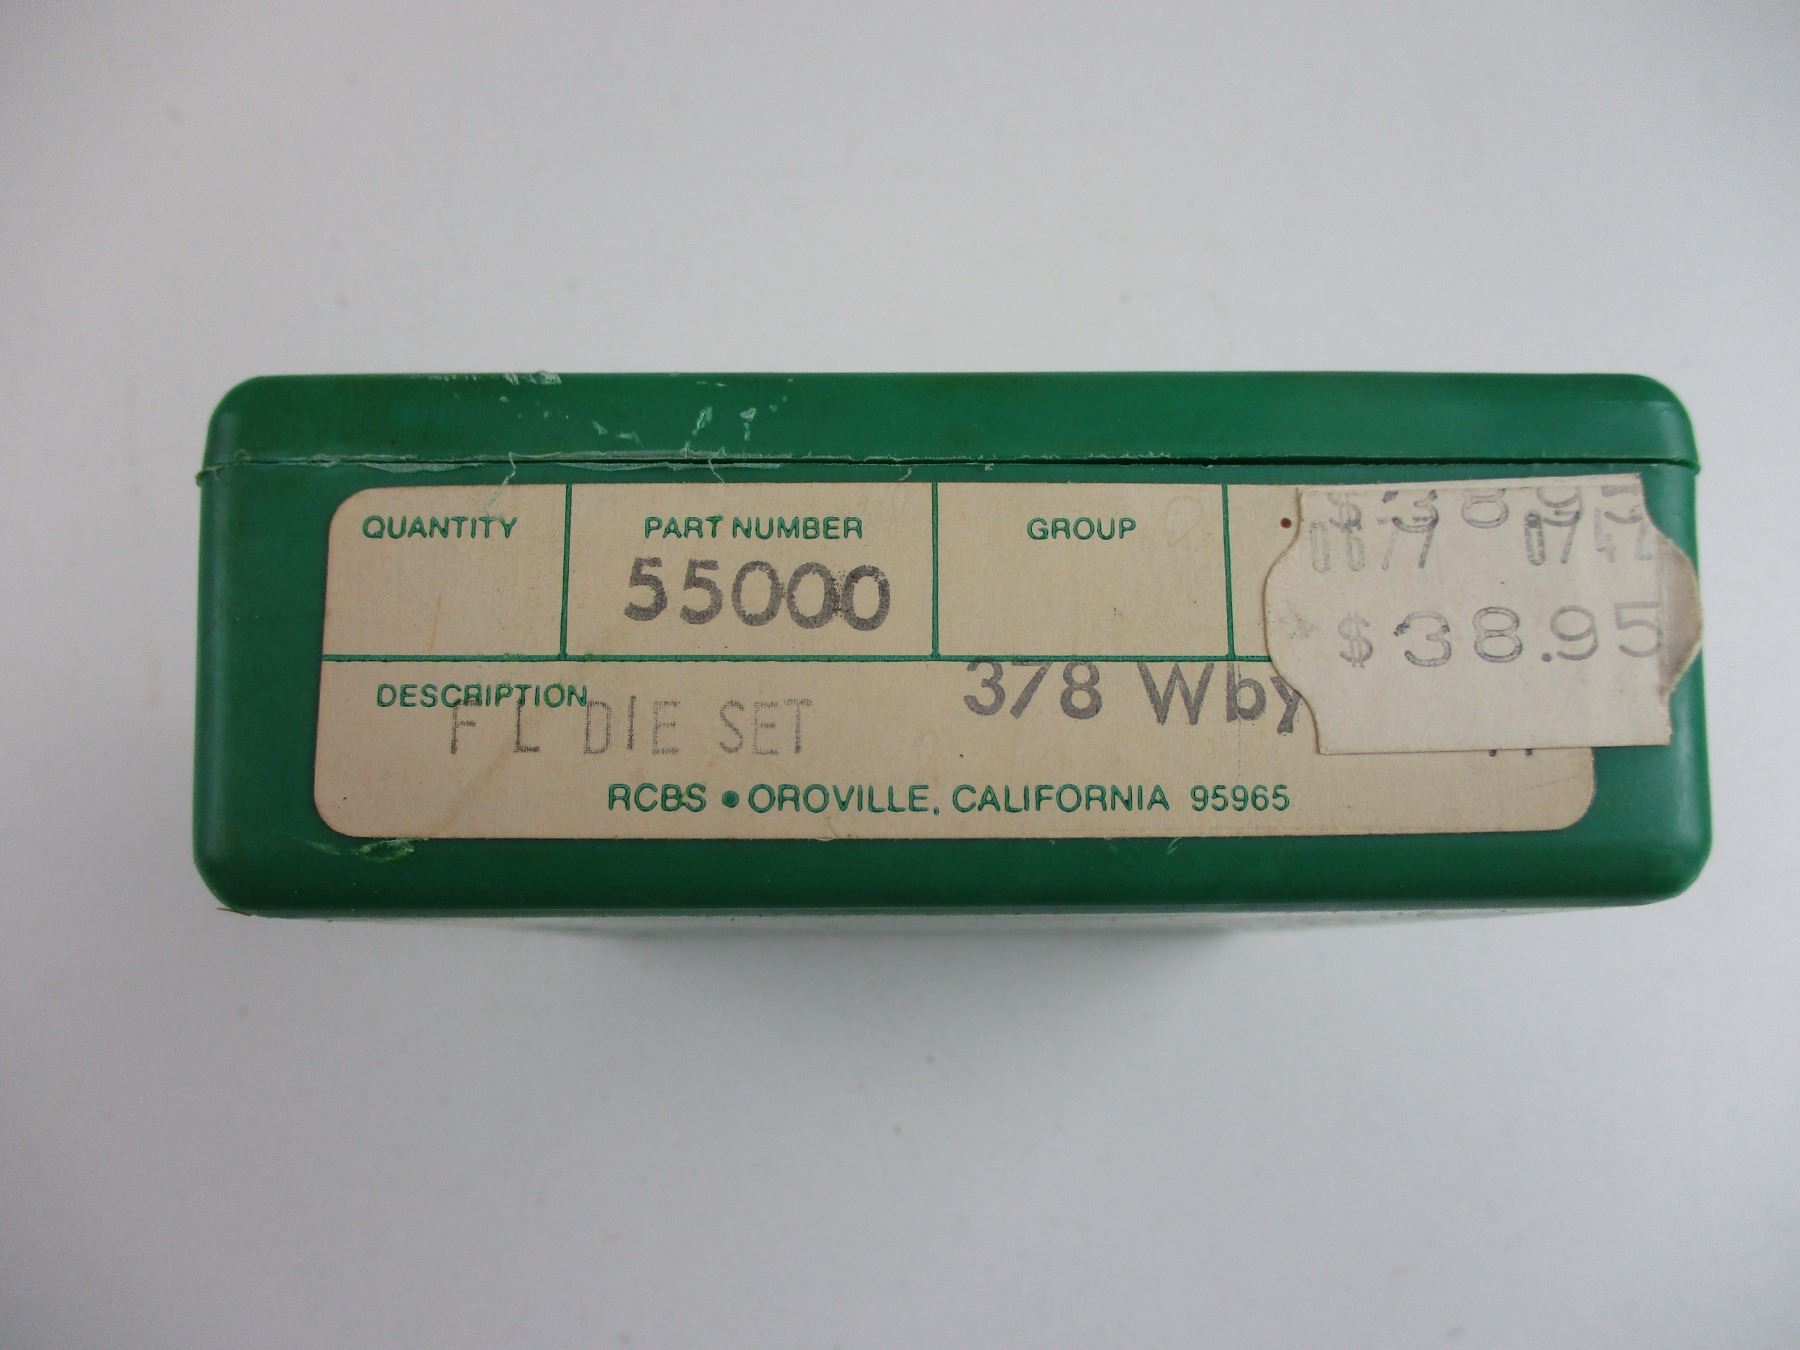 QUANTITY PART NUMBER GROUP
55000
$38.95
DESCRIPTION 378 Wby
FL DIE SET
RCBS • OROVILLE, CALIFORNIA 95965